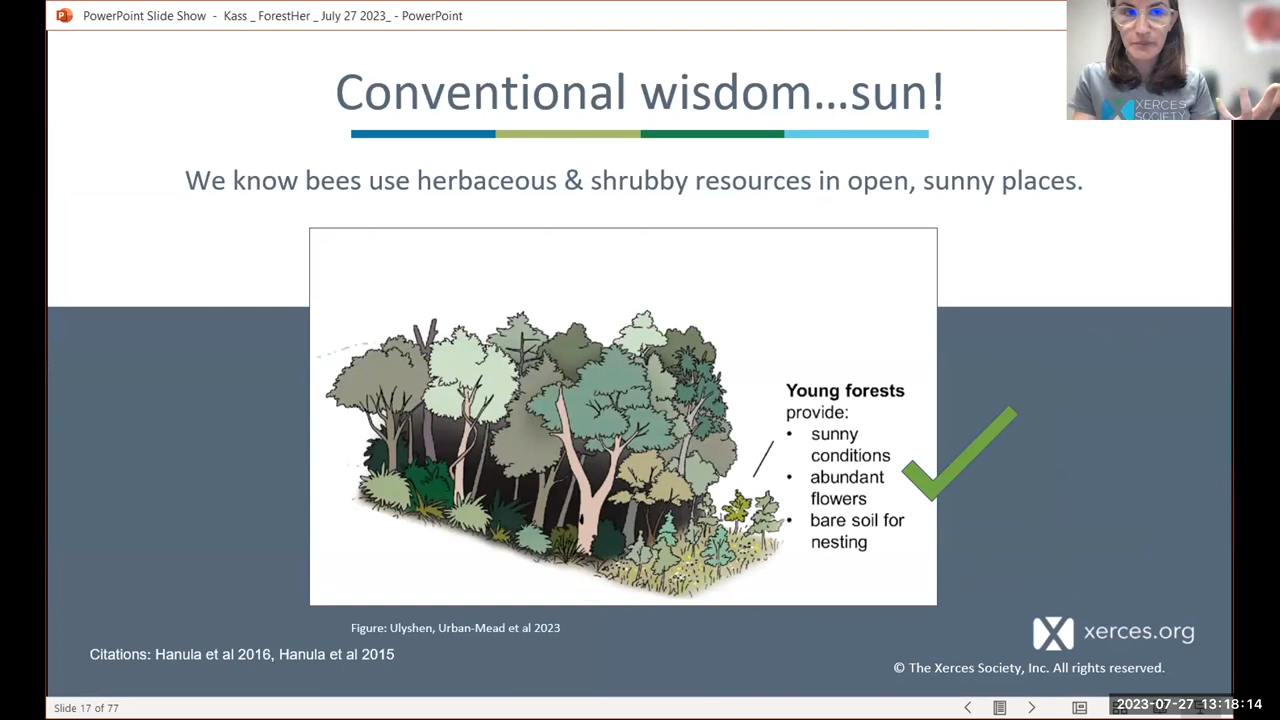 PowerPoint Slide Show - Kass _ ForestHer _ July 27 2023_ - PowerPoint
XERCES
SOCIETY
Conventional wisdom...sun!
We know bees use herbaceous & shrubby resources in open, sunny places.
Young forests
provide:
• sunny
conditions
• abundant
flowers
• bare soil for
nesting
Figure: Ulyshen, Urban-Mead et al 2023
Citations: Hanula et al 2016, Hanula et al 2015
xerces.org
© The Xerces Society, Inc. All rights reserved.
Slide 17 of 77
2023-07-27 13:18:14